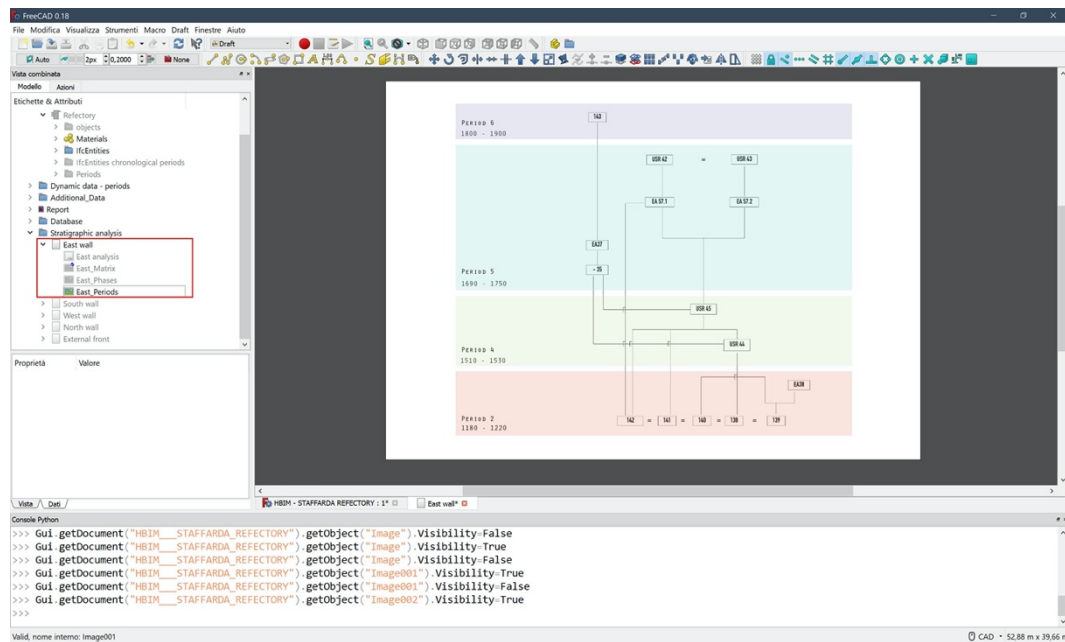 FreeCAD 0.18
File Modifica Visualizza Strumenti Macro Draft Finestre Aiuto
Draft
Auto 2px 0,2000 None
Vista combinata
Modello Azioni
Etichette & Attributi
Refectory
objects
Materials
IfcEntities
IfcEntities chronological periods
Periods
Dynamic data - periods
Additional_Data
Report
Database
Stratigraphic analysis
East wall
East analysis
East_Matrix
East_Phases
East_Periods
South wall
West wall
North wall
External front
Proprietà Valore
Vista Dati
PERIOD 6
1800 - 1900
143
USR 42 = USR 43
EA 57.1 EA 57.2
EA37
- 35
PERIOD 5
1690 - 1750
USR 45
USR 44
PERIOD 4
1510 - 1530
EA38
PERIOD 2
1180 - 1220
142 = 141 = 140 = 138 = 139
HBIM - STAFFARDA REFECTORY : 1*
East wall*
Console Python
>>> Gui.getDocument("HBIM___STAFFARDA_REFECTORY").getObject("Image").Visibility=False
>>> Gui.getDocument("HBIM___STAFFARDA_REFECTORY").getObject("Image").Visibility=True
>>> Gui.getDocument("HBIM___STAFFARDA_REFECTORY").getObject("Image").Visibility=False
>>> Gui.getDocument("HBIM___STAFFARDA_REFECTORY").getObject("Image001").Visibility=True
>>> Gui.getDocument("HBIM___STAFFARDA_REFECTORY").getObject("Image001").Visibility=False
>>> Gui.getDocument("HBIM___STAFFARDA_REFECTORY").getObject("Image002").Visibility=True
>>>
Valid, nome interno: Image001
CAD 52,88 m x 39,66 m